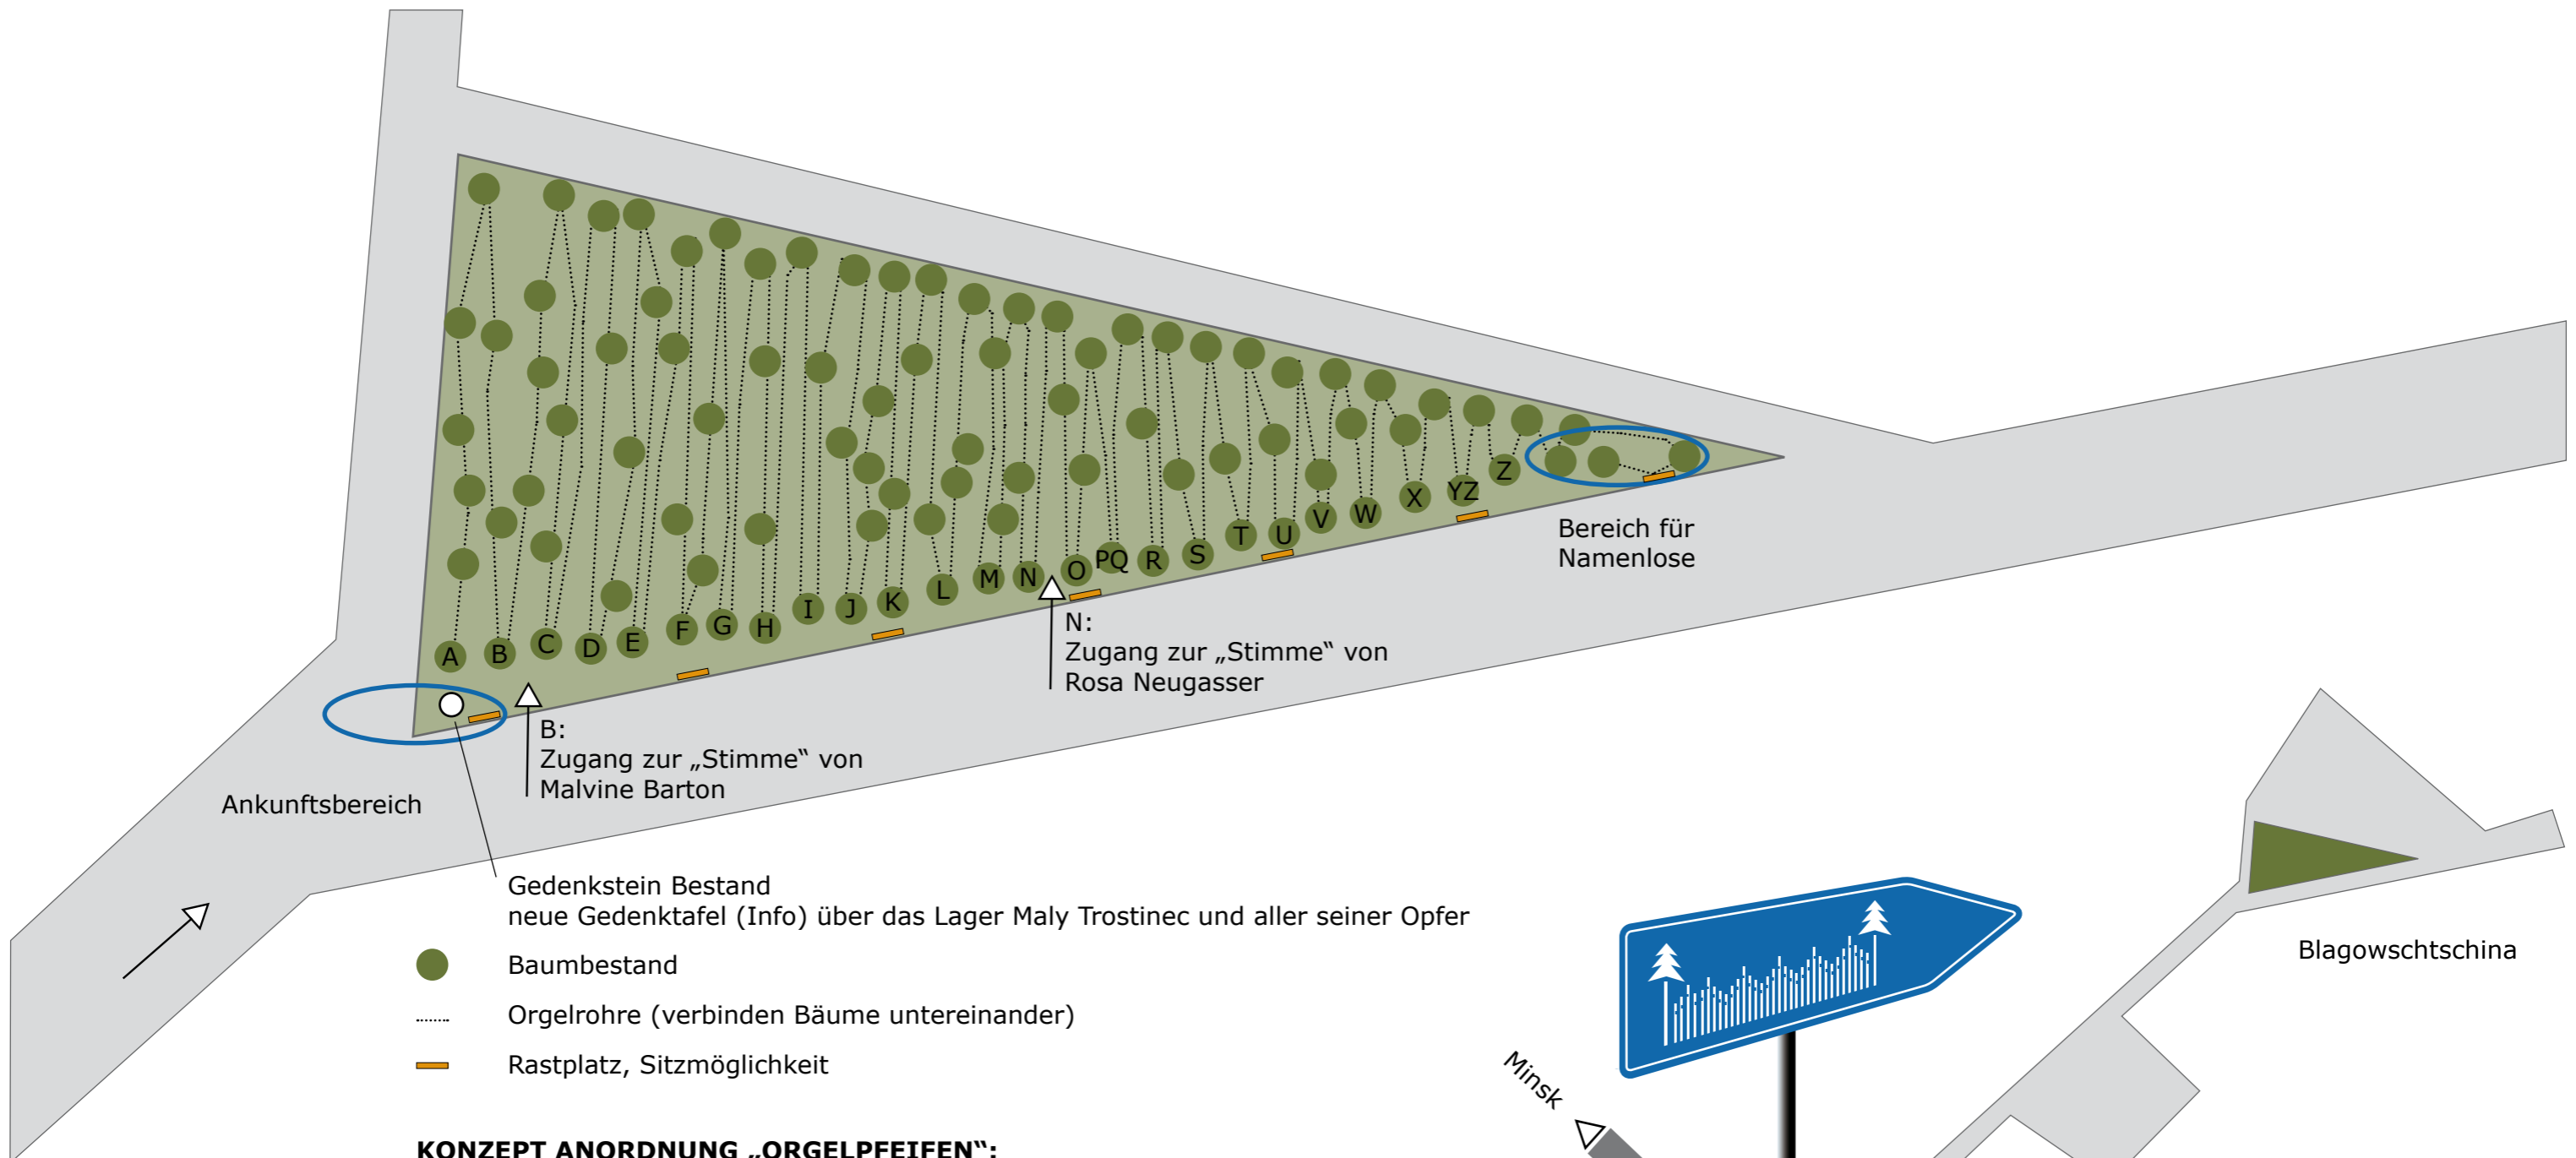 A B C D E F G H I J K L M N O PQ R S T U V W X YZ Z
Bereich für
Namenlose
N:
Zugang zur „Stimme“ von
Rosa Neugasser
B:
Zugang zur „Stimme“ von
Malvine Barton
Ankunftsbereich
Gedenkstein Bestand
neue Gedenktafel (Info) über das Lager Maly Trostinec und aller seiner Opfer
Baumbestand
Orgelrohre (verbinden Bäume untereinander)
Rastplatz, Sitzmöglichkeit
KONZEPT ANORDNUNG „ORGELPFEIFEN“:
Blagowschtschina
Minsk